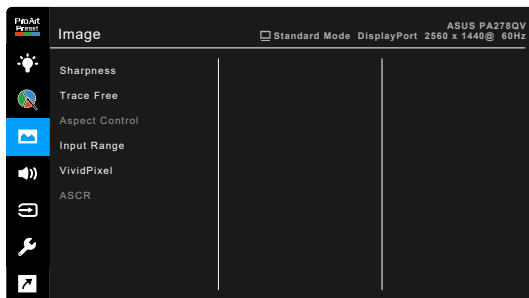 ProArt
Preset
Image
ASUS PA278QV
Standard Mode DisplayPort 2560 x 1440@ 60Hz
Sharpness
Trace Free
Aspect Control
Input Range
VividPixel
ASCR